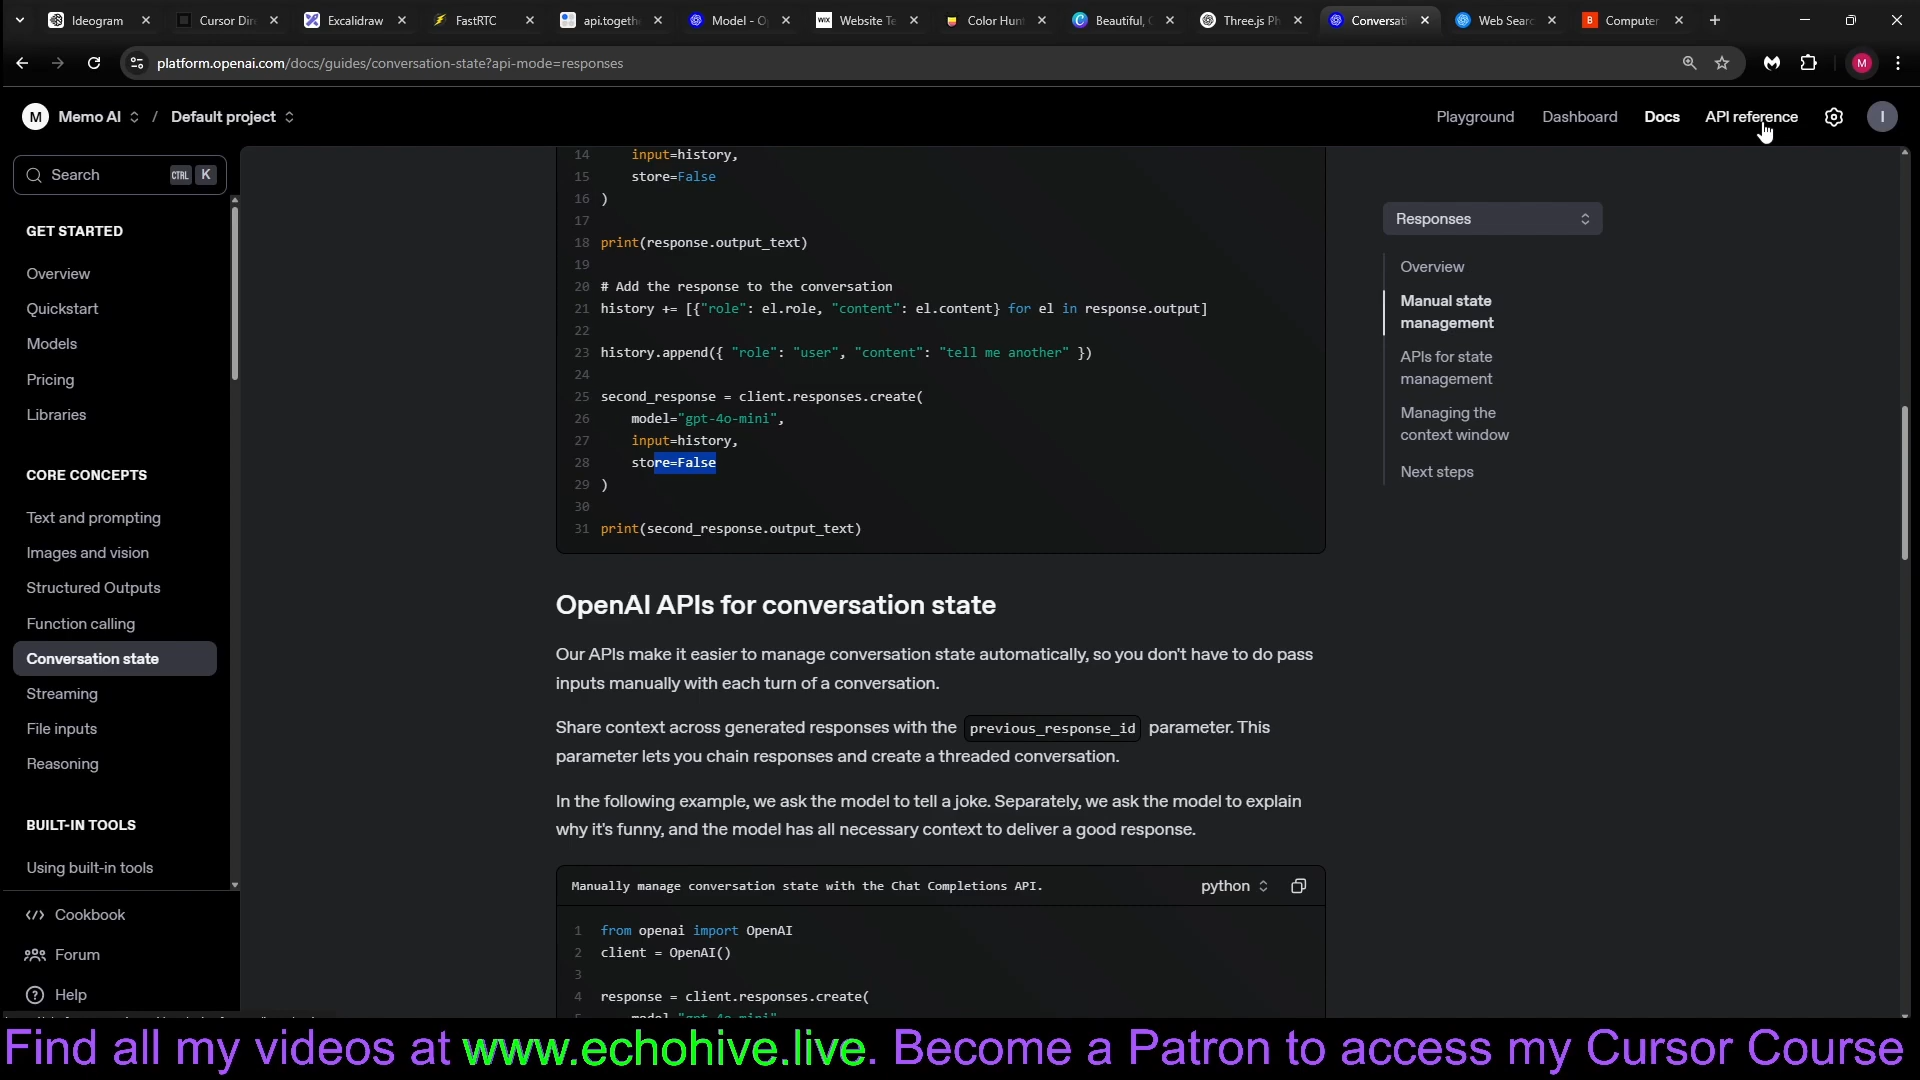 Ideogram
Cursor Dir
Excalidraw
FastRTC
api.togeth
Model - O
Website Te
Color Hun
Beautiful, C
Three.js Ph
Conversati
Web Searc
Computer
platform.openai.com/docs/guides/conversation-state?api-mode=responses
M
M Memo AI / Default project
Playground
Dashboard
Docs
API reference
I
Search CTRL K
GET STARTED
Overview
Quickstart
Models
Pricing
Libraries
CORE CONCEPTS
Text and prompting
Images and vision
Structured Outputs
Function calling
Conversation state
Streaming
File inputs
Reasoning
BUILT-IN TOOLS
Using built-in tools
Cookbook
Forum
Help
14 input=history,
15 store=False
16 )
17
18 print(response.output_text)
19
20 # Add the response to the conversation
21 history += [{"role": el.role, "content": el.content} for el in response.output]
22
23 history.append({ "role": "user", "content": "tell me another" })
24
25 second_response = client.responses.create(
26 model="gpt-4o-mini",
27 input=history,
28 store=False
29 )
30
31 print(second_response.output_text)
OpenAI APIs for conversation state
Our APIs make it easier to manage conversation state automatically, so you don't have to do pass
inputs manually with each turn of a conversation.
Share context across generated responses with the previous_response_id parameter. This
parameter lets you chain responses and create a threaded conversation.
In the following example, we ask the model to tell a joke. Separately, we ask the model to explain
why it's funny, and the model has all necessary context to deliver a good response.
Manually manage conversation state with the Chat Completions API.
python
1 from openai import OpenAI
2 client = OpenAI()
3
4 response = client.responses.create(
Responses
Overview
Manual state
management
APIs for state
management
Managing the
context window
Next steps
Find all my videos at www.echohive.live. Become a Patron to access my Cursor Course